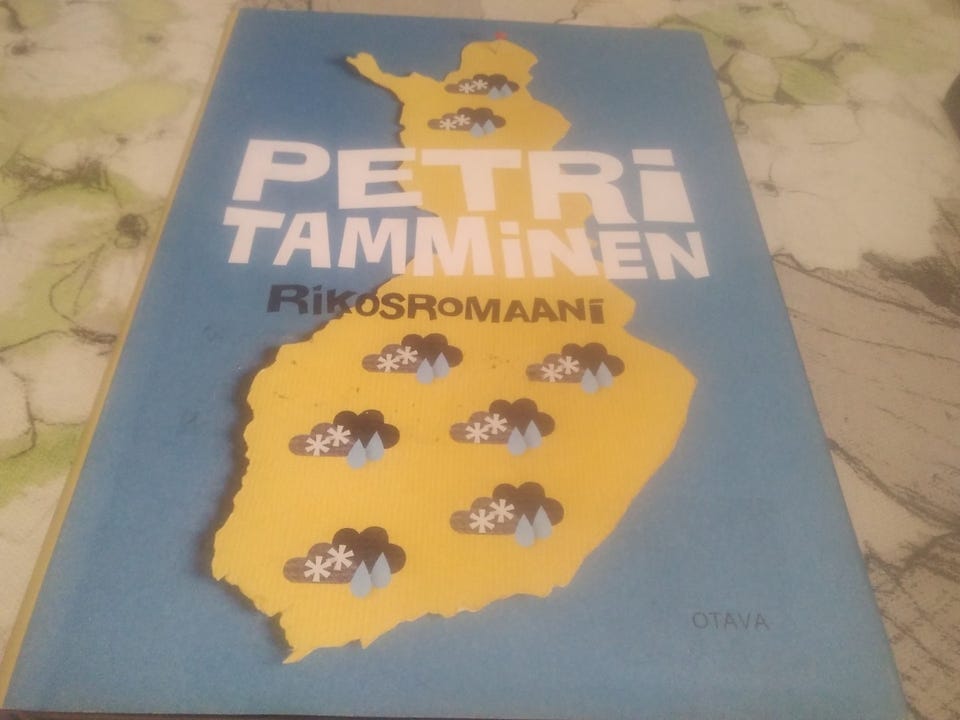 PETRI
TAMMINEN
RIKOSROMAANI
OTAVA